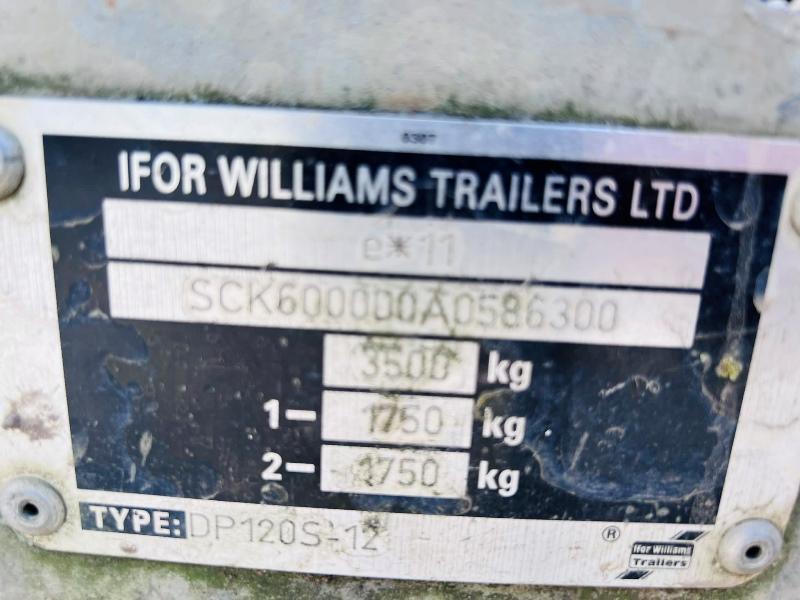 IFOR WILLIAMS TRAILERS LTD
e*11
SCK600000A0586300
3500 kg
1- 1750 kg
2- 1750 kg
TYPE: DP120S-12
®
Ifor Williams
Trailers